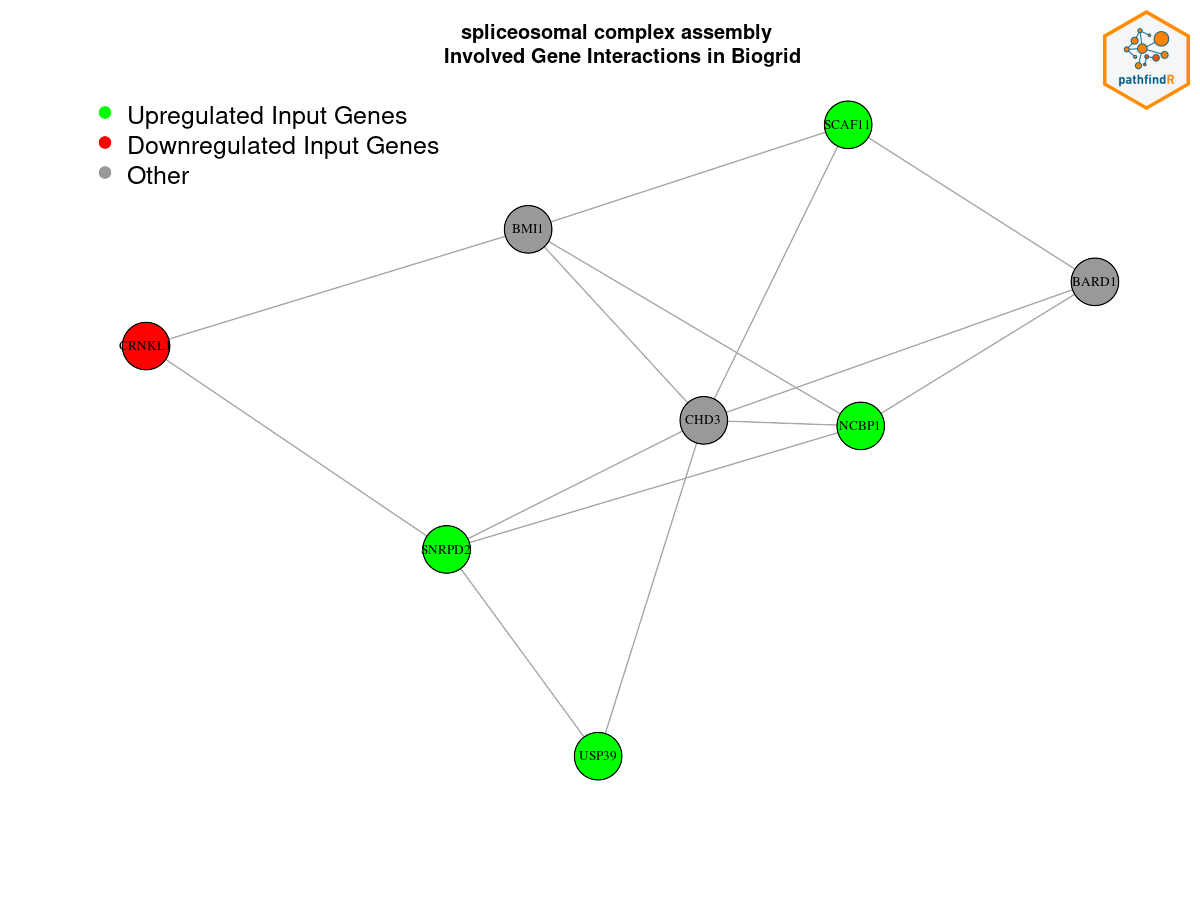 spliceosomal complex assembly
Involved Gene Interactions in Biogrid
pathfindR
Upregulated Input Genes
Downregulated Input Genes
Other
SCAF11
BMI1
BARD1
CRNKL1
CHD3
NCBP1
SNRPD2
USP39